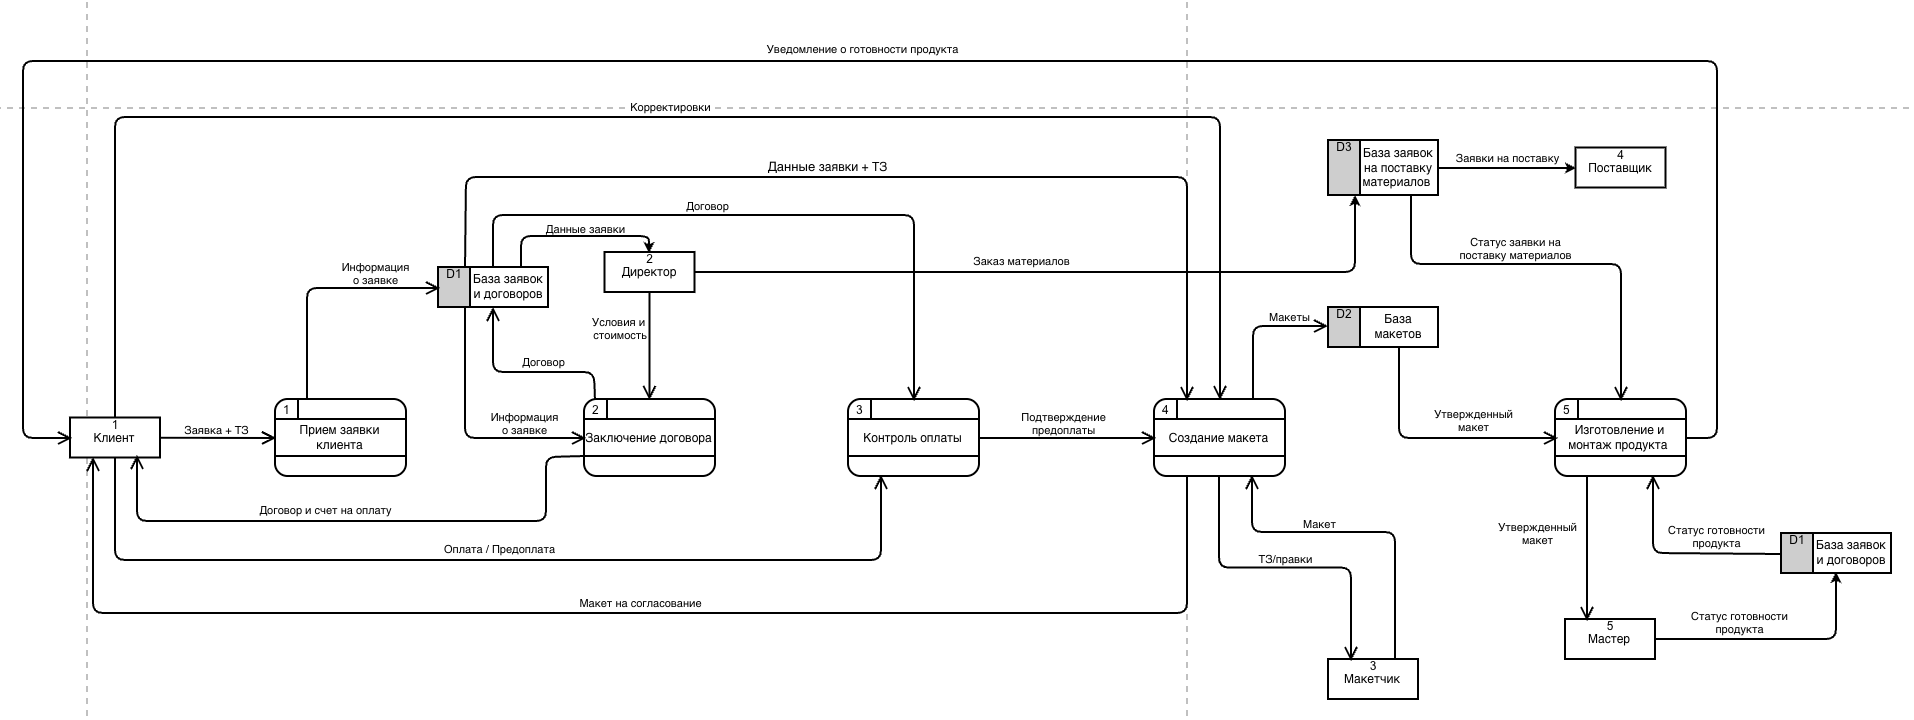 Уведомление о готовности продукта
Корректировки
Данные заявки + ТЗ
Договор
Данные заявки
D3
База заявок
на поставку
материалов
Заявки на поставку
4
Поставщик
Информация
о заявке
D1
База заявок
и договоров
2
Директор
Заказ материалов
Статус заявки на
поставку материалов
Условия и
стоимость
Макеты
D2
База
макетов
Договор
1
Клиент
Заявка + ТЗ
1
Прием заявки
клиента
Информация
о заявке
2
Заключение договора
3
Контроль оплаты
Подтверждение
предоплаты
4
Создание макета
Утвержденный
макет
5
Изготовление и
монтаж продукта
Договор и счет на оплату
Оплата / Предоплата
Макет на согласование
Макет
ТЗ/правки
3
Макетчик
Утвержденный
макет
Статус готовности
продукта
D1
База заявок
и договоров
5
Мастер
Статус готовности
продукта